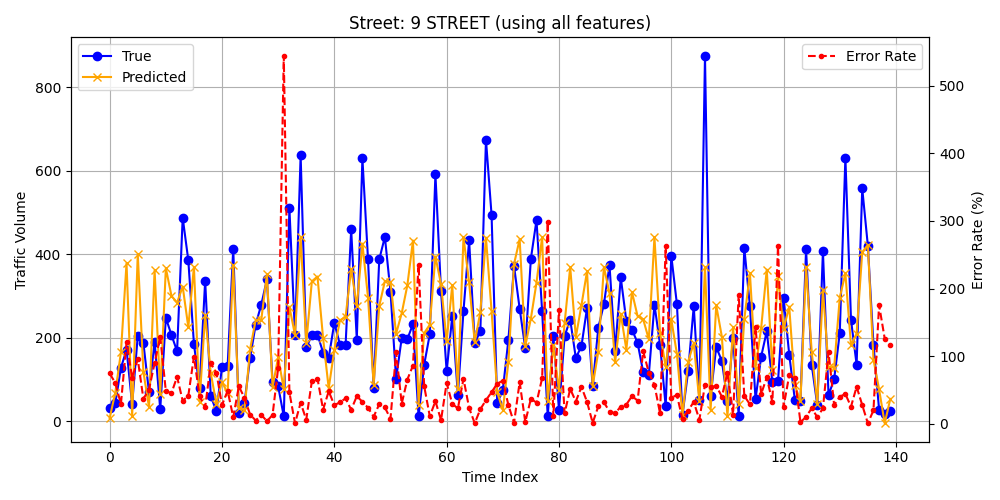 Street: 9 STREET (using all features)
True
Predicted
Error Rate
Traffic Volume
800
600
400
200
0
500
400
300
200
100
0
Error Rate (%)
0 20 40 60 80 100 120 140
Time Index